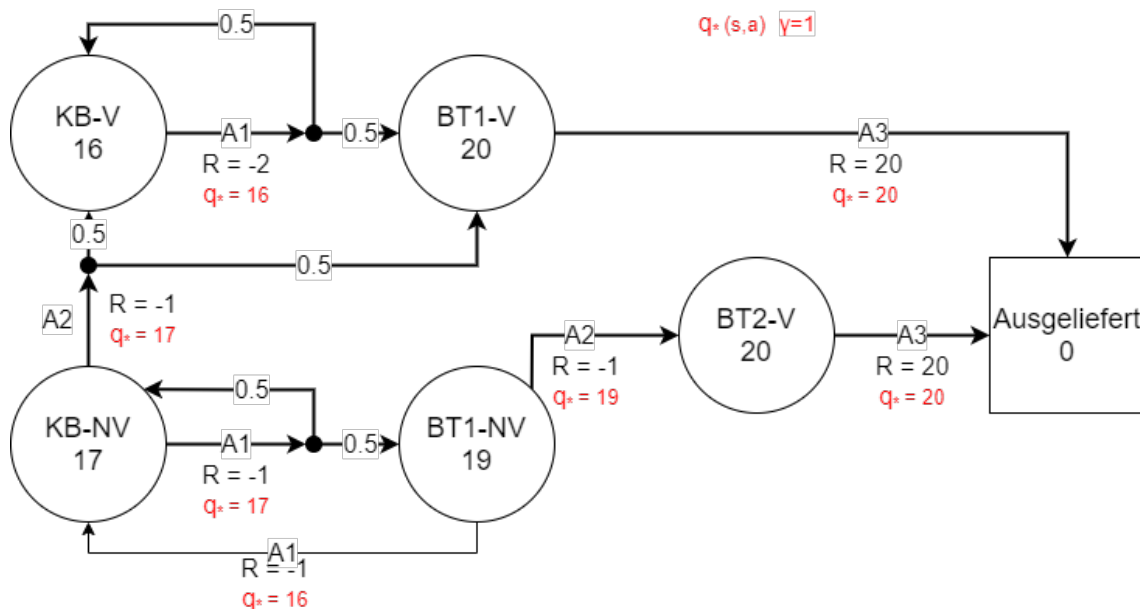 0.5
q* (s,a) γ=1
KB-V
16
A1
0.5
R = -2
q* = 16
BT1-V
20
A3
R = 20
q* = 20
0.5
0.5
A2
R = -1
q* = 17
KB-NV
17
0.5
A1
0.5
R = -1
q* = 17
BT1-NV
19
A2
R = -1
q* = 19
BT2-V
20
A3
R = 20
q* = 20
Ausgeliefert
0
A1
R = -1
q* = 16